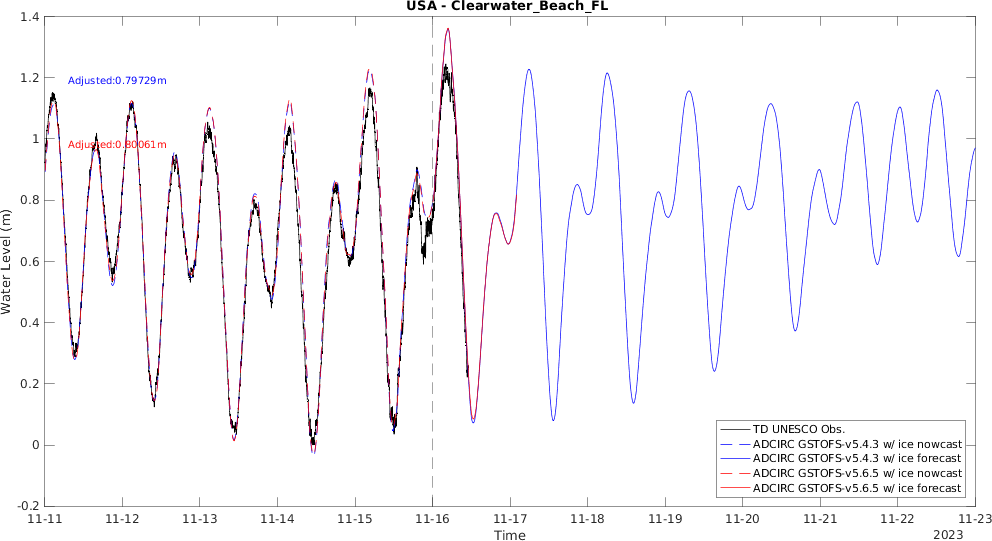 USA - Clearwater_Beach_FL
1.4
1.2
1
0.8
0.6
0.4
0.2
0
-0.2
Water Level (m)
Adjusted:0.79729m
Adjusted:0.80061m
TD UNESCO Obs.
ADCIRC GSTOFS-v5.4.3 w/ ice nowcast
ADCIRC GSTOFS-v5.4.3 w/ ice forecast
ADCIRC GSTOFS-v5.6.5 w/ ice nowcast
ADCIRC GSTOFS-v5.6.5 w/ ice forecast
11-11 11-12 11-13 11-14 11-15 11-16 11-17 11-18 11-19 11-20 11-21 11-22 11-23
Time
2023